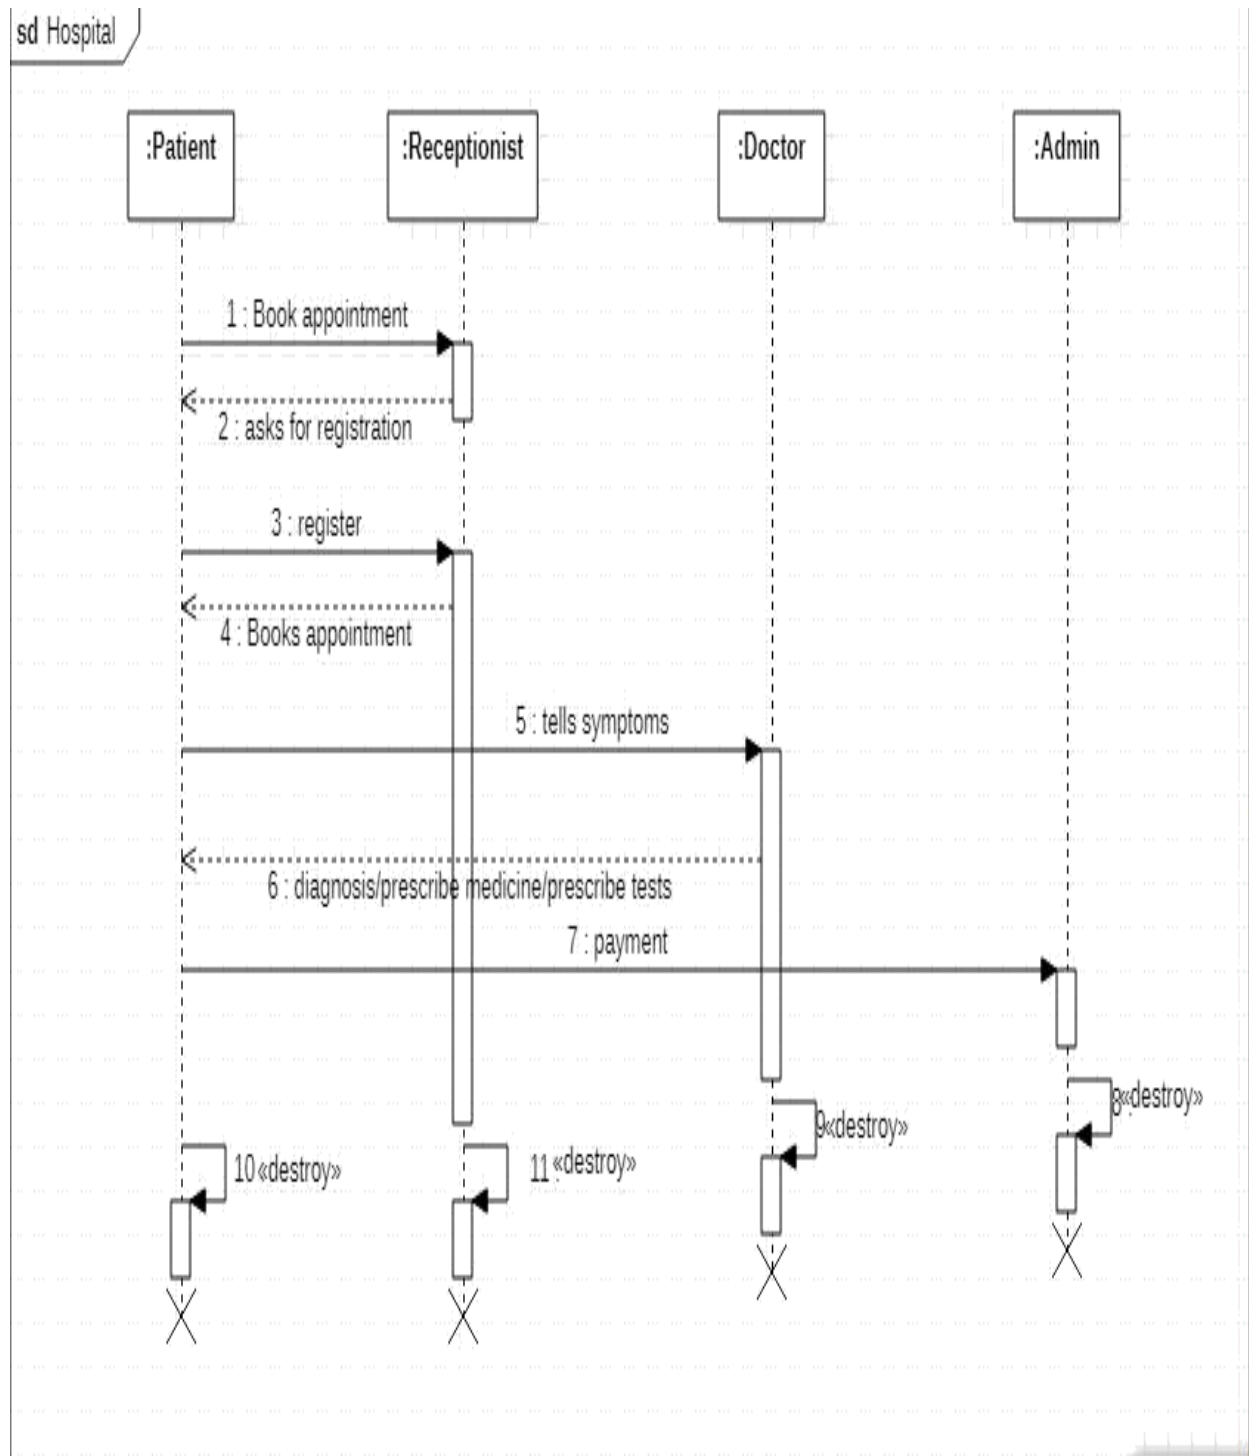 sd Hospital
:Patient
:Receptionist
:Doctor
:Admin
1 : Book appointment
2 : asks for registration
3 : register
4 : Books appointment
5 : tells symptoms
6 : diagnosis/prescribe medicine/prescribe tests
7 : payment
8 : «destroy»
9 «destroy»
10 «destroy»
11 : «destroy»